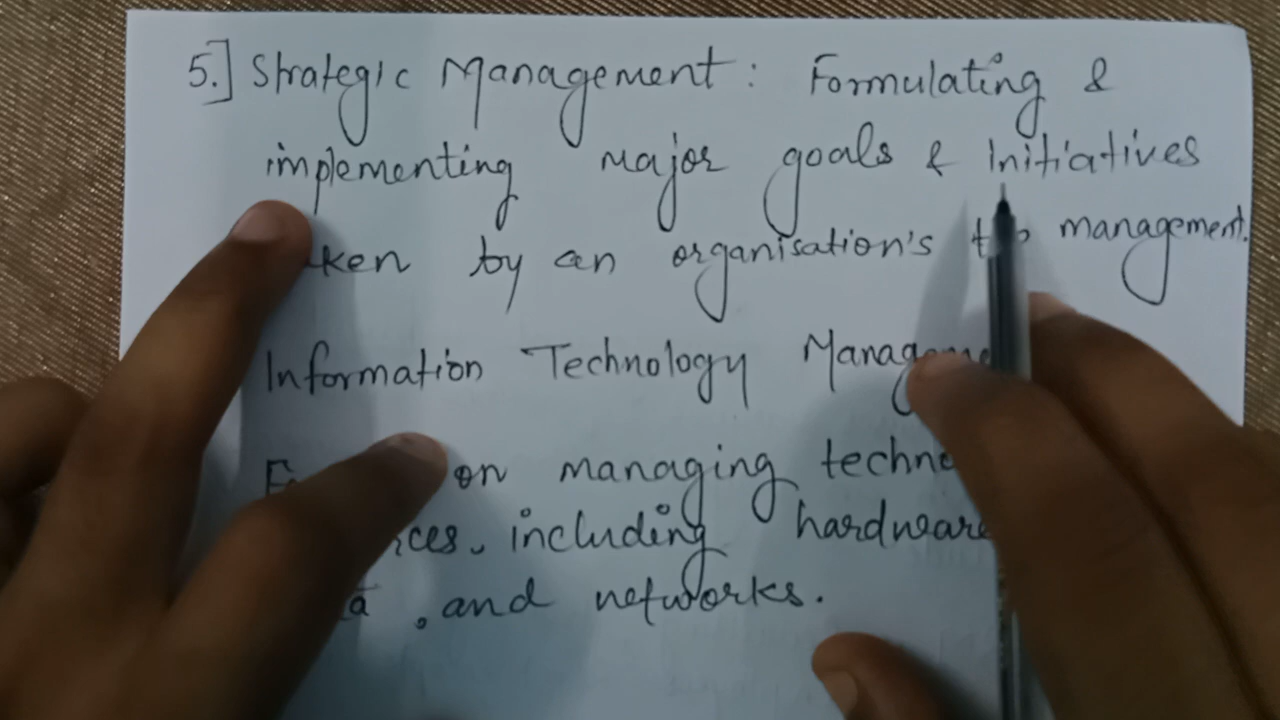 5.] Strategic Management : Formulating &
implementing major goals & Initiatives
by an organisation's management.
Information Technology
on managing
including hardware
, and networks.